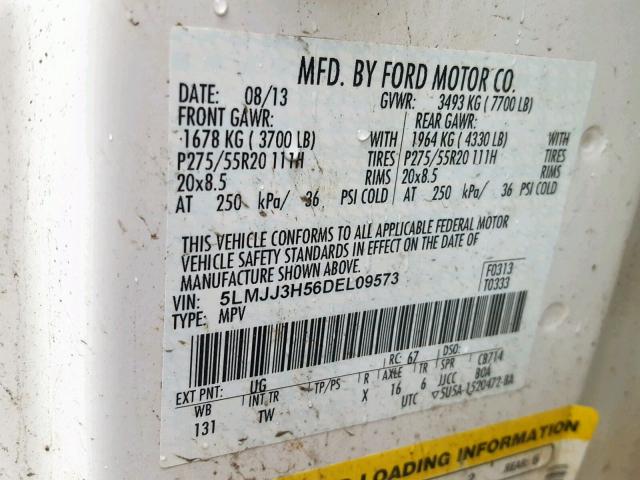 MFD. BY FORD MOTOR CO.
DATE: 08/13 GVWR: 3493 KG ( 7700 LB)
FRONT GAWR: REAR GAWR:
1678 KG ( 3700 LB) WITH 1964 KG ( 4330 LB) WITH
P275/55R20 111H TIRES P275/55R20 111H TIRES
20x8.5 RIMS 20x8.5 RIMS
AT 250 kPa/ 36 PSI COLD AT 250 kPa/ 36 PSI COLD
THIS VEHICLE CONFORMS TO ALL APPLICABLE FEDERAL MOTOR
VEHICLE SAFETY STANDARDS IN EFFECT ON THE DATE OF
MANUFACTURE SHOWN ABOVE.
VIN: 5LMJJ3H56DEL09573 F0313
TYPE: MPV T0333
EXT PNT: UG RC: 67 DSO: CB714
WB INT TR TP/PS R AXLE TR SPR BOA
131 TW X 16 6 JJCC
UTC ▽5U5A-1520472-BA
LOADING INFORMATION
REAR: 6